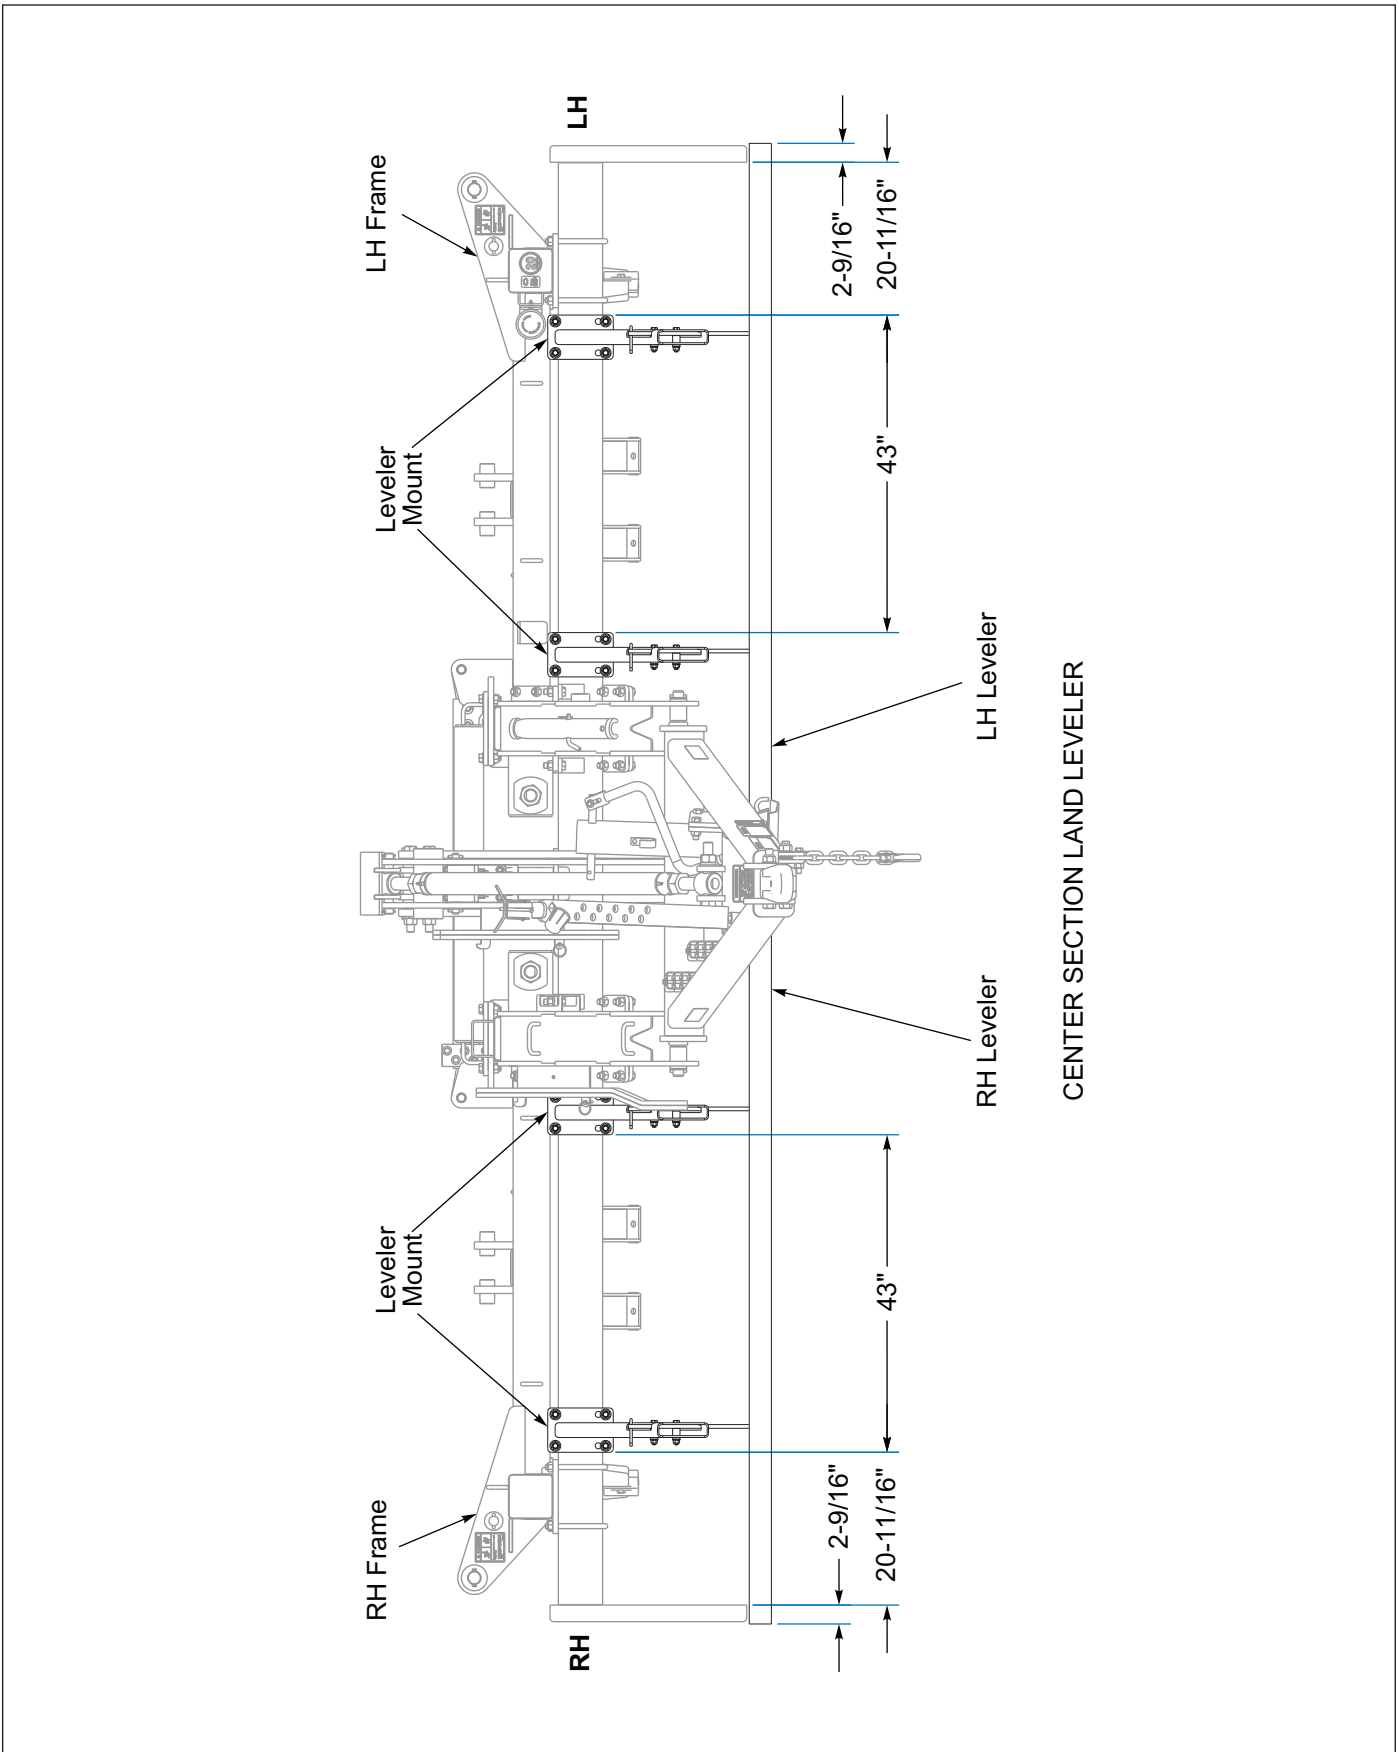 RH
LH
RH Frame
LH Frame
Leveler
Mount
Leveler
Mount
2-9/16"
2-9/16"
20-11/16"
43"
43"
20-11/16"
RH Leveler
LH Leveler
CENTER SECTION LAND LEVELER